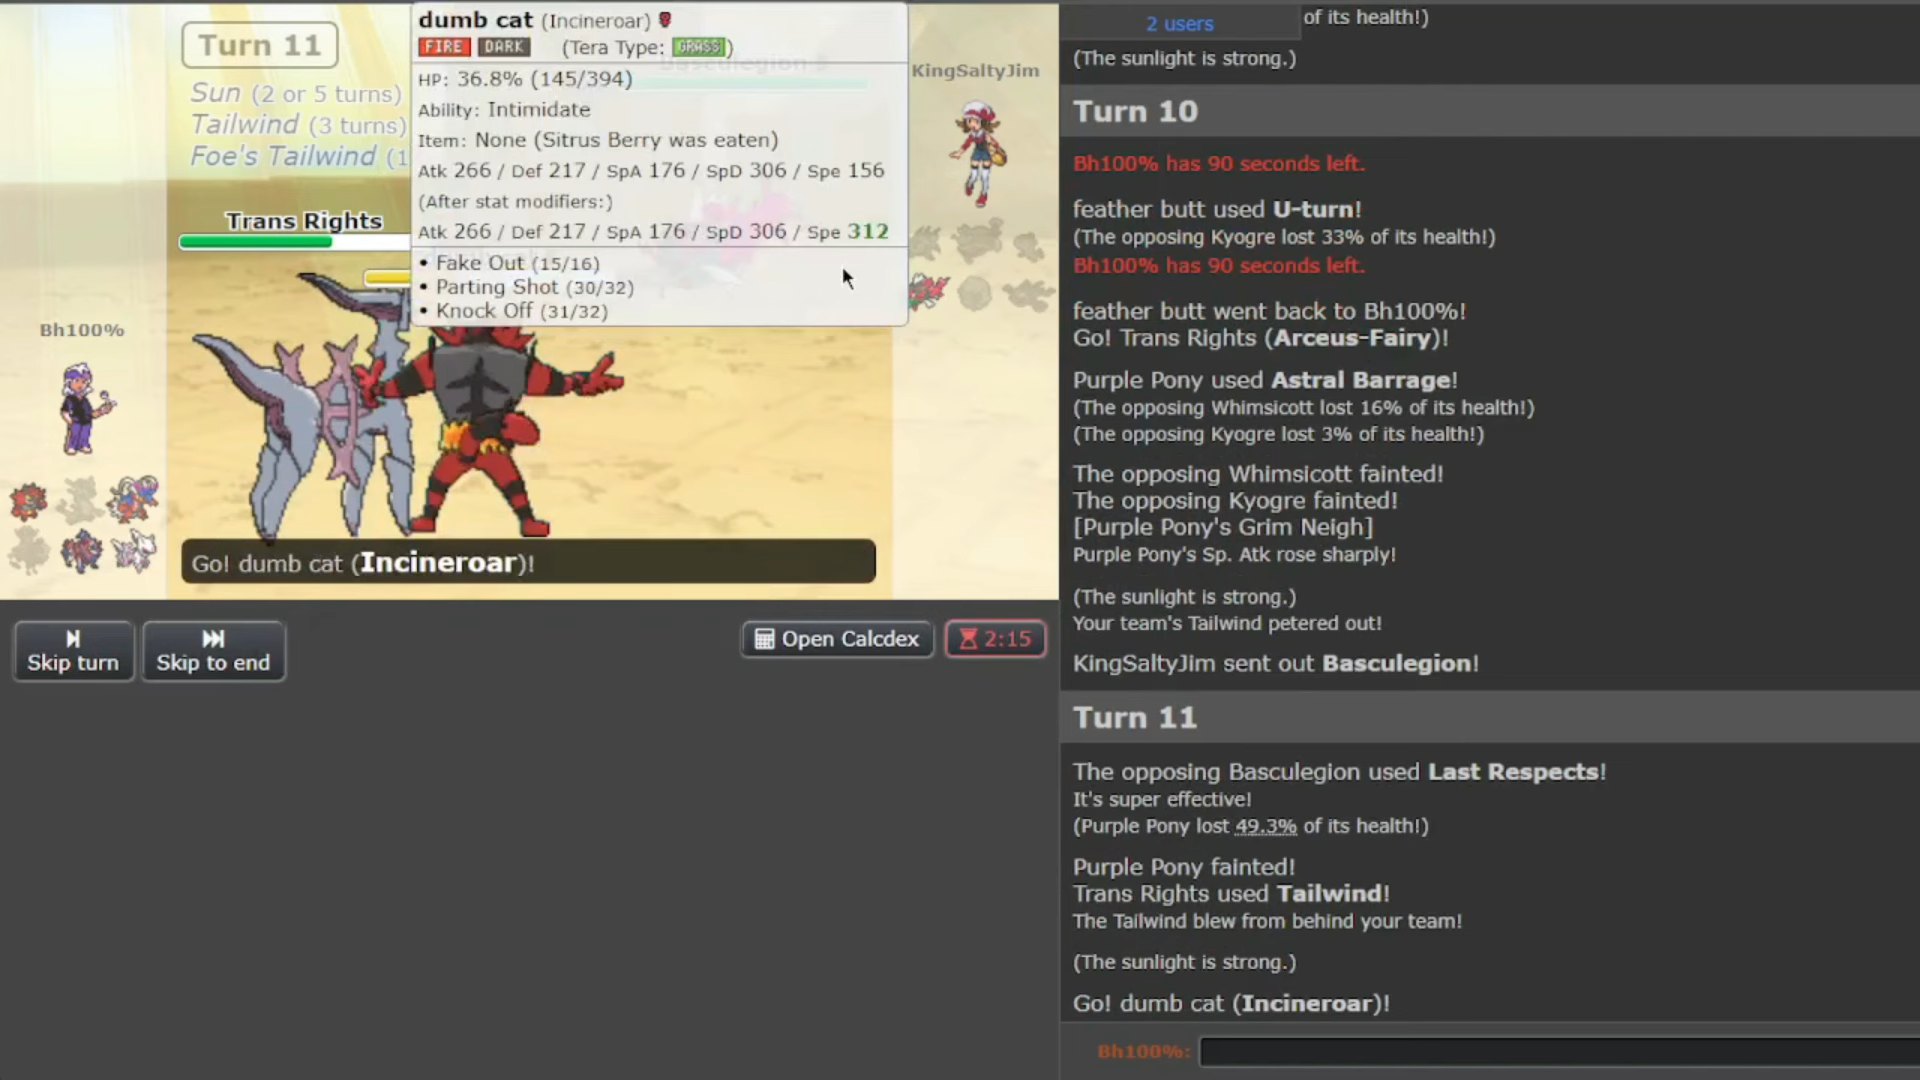 Turn 11
Sun (2 or 5 turns)
Tailwind (3 turns)
Foe's Tailwind (1
Trans Rights
Bh100%
Go! dumb cat (Incineroar)!
dumb cat (Incineroar)
FIRE DARK (Tera Type: GRASS)
HP: 36.8% (145/394)
Ability: Intimidate
Item: None (Sitrus Berry was eaten)
Atk 266 / Def 217 / SpA 176 / SpD 306 / Spe 156
(After stat modifiers:)
Atk 266 / Def 217 / SpA 176 / SpD 306 / Spe 312
• Fake Out (15/16)
• Parting Shot (30/32)
• Knock Off (31/32)
Basculegion
KingSaltyJim
Skip turn
Skip to end
Open Calcdex
2:15
2 users
of its health!)
(The sunlight is strong.)
Turn 10
Bh100% has 90 seconds left.
feather butt used U-turn!
(The opposing Kyogre lost 33% of its health!)
Bh100% has 90 seconds left.
feather butt went back to Bh100%!
Go! Trans Rights (Arceus-Fairy)!
Purple Pony used Astral Barrage!
(The opposing Whimsicott lost 16% of its health!)
(The opposing Kyogre lost 3% of its health!)
The opposing Whimsicott fainted!
The opposing Kyogre fainted!
[Purple Pony's Grim Neigh]
Purple Pony's Sp. Atk rose sharply!
(The sunlight is strong.)
Your team's Tailwind petered out!
KingSaltyJim sent out Basculegion!
Turn 11
The opposing Basculegion used Last Respects!
It's super effective!
(Purple Pony lost 49.3% of its health!)
Purple Pony fainted!
Trans Rights used Tailwind!
The Tailwind blew from behind your team!
(The sunlight is strong.)
Go! dumb cat (Incineroar)!
Bh100%: